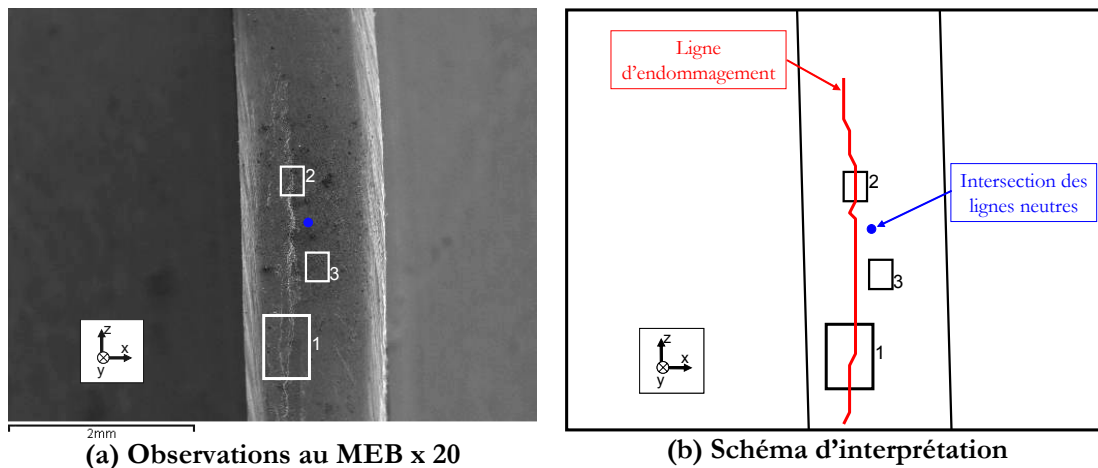 2
3
1
z
x
y
2mm
(a) Observations au MEB x 20
Ligne
d'endommagement
2
Intersection des
lignes neutres
3
1
z
x
y
(b) Schéma d'interprétation